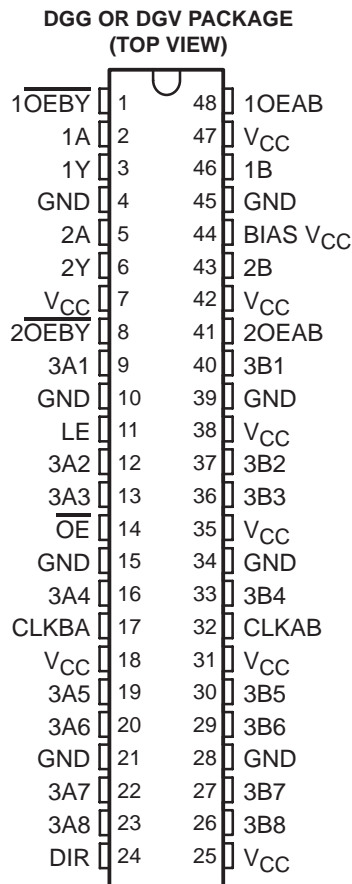 DGG OR DGV PACKAGE
(TOP VIEW)
1OEBY 1 48 1OEAB
1A 2 47 VCC
1Y 3 46 1B
GND 4 45 GND
2A 5 44 BIAS VCC
2Y 6 43 2B
VCC 7 42 VCC
2OEBY 8 41 2OEAB
3A1 9 40 3B1
GND 10 39 GND
LE 11 38 VCC
3A2 12 37 3B2
3A3 13 36 3B3
OE 14 35 VCC
GND 15 34 GND
3A4 16 33 3B4
CLKBA 17 32 CLKAB
VCC 18 31 VCC
3A5 19 30 3B5
3A6 20 29 3B6
GND 21 28 GND
3A7 22 27 3B7
3A8 23 26 3B8
DIR 24 25 VCC